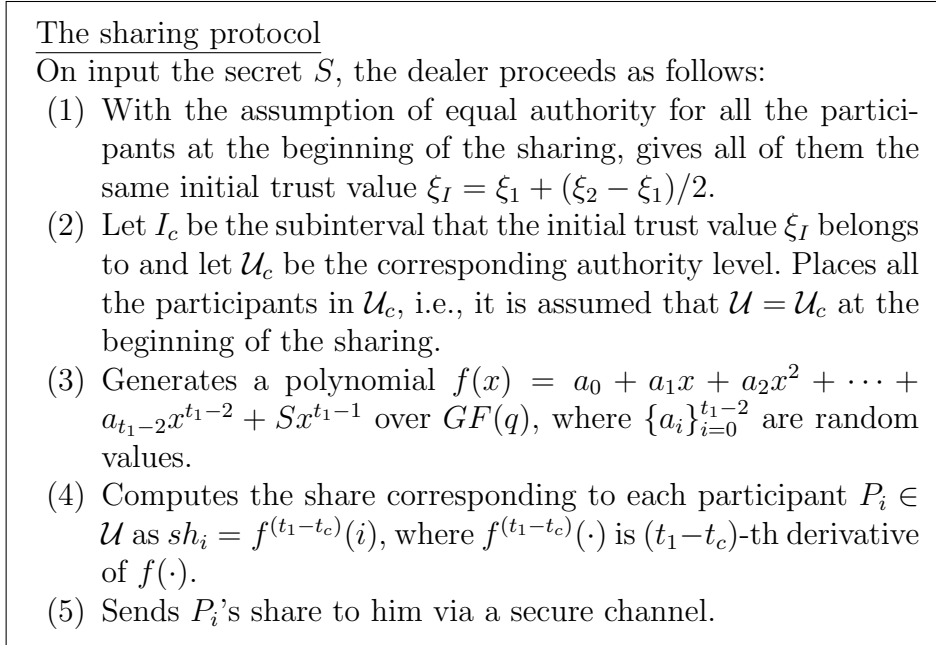 The sharing protocol
On input the secret S, the dealer proceeds as follows:
(1) With the assumption of equal authority for all the partici-
pants at the beginning of the sharing, gives all of them the
same initial trust value ξ_I = ξ_1 + (ξ_2 − ξ_1)/2.
(2) Let I_c be the subinterval that the initial trust value ξ_I belongs
to and let 𝒰_c be the corresponding authority level. Places all
the participants in 𝒰_c, i.e., it is assumed that 𝒰 = 𝒰_c at the
beginning of the sharing.
(3) Generates a polynomial f(x) = a_0 + a_1x + a_2x^2 + ⋯ +
a_{t_1−2}x^{t_1−2} + Sx^{t_1−1} over GF(q), where {a_i}_{i=0}^{t_1−2} are random
values.
(4) Computes the share corresponding to each participant P_i ∈
𝒰 as sh_i = f^{(t_1−t_c)}(i), where f^{(t_1−t_c)}(·) is (t_1−t_c)-th derivative
of f(·).
(5) Sends P_i's share to him via a secure channel.